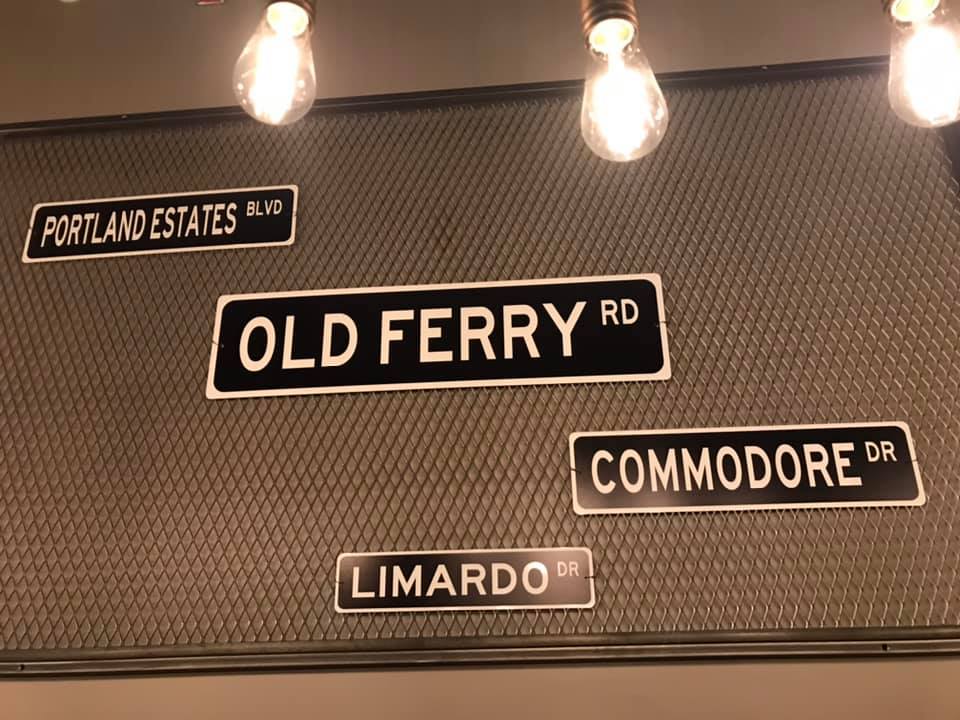 PORTLAND ESTATES BLVD
OLD FERRY RD
COMMODORE DR
LIMARDO DR